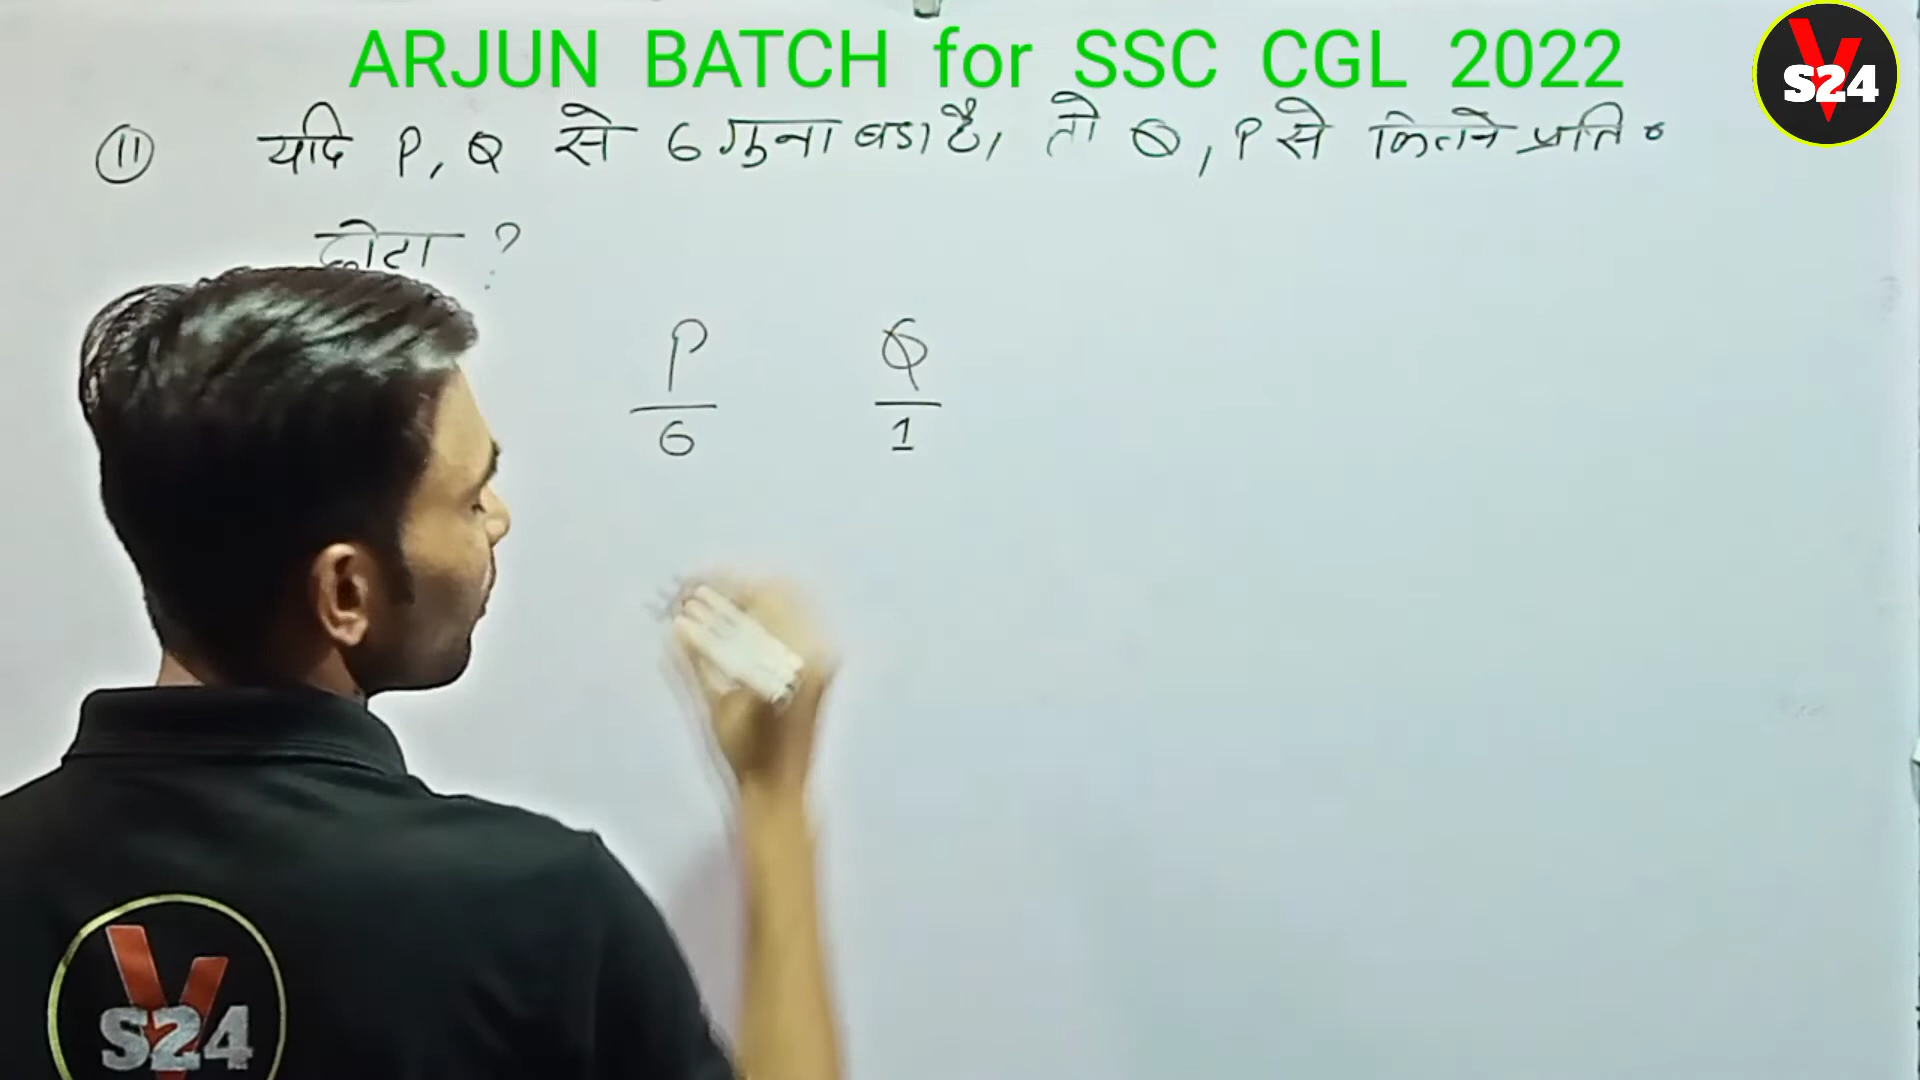 ARJUN BATCH for SSC CGL 2022
V
S24
(11) यदि P, Q से 6 गुना बडा है, तो Q, P से कितने प्रति०
छोटा ?
P Q
6 1
V
S24